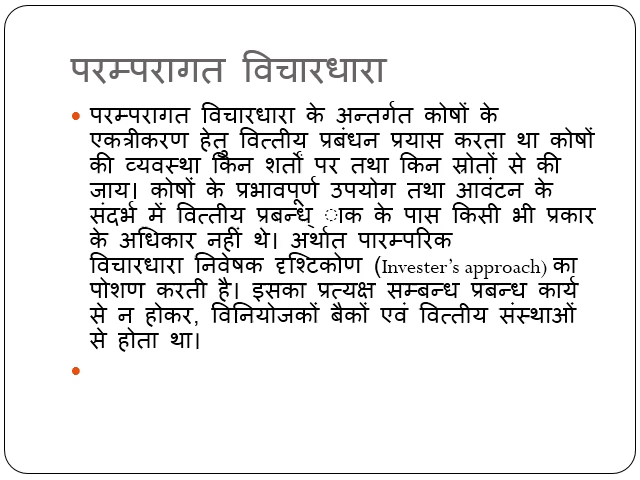 परम्परागत विचारधारा
परम्परागत विचारधारा के अन्तर्गत कोषों के
एकत्रीकरण हेतु वित्तीय प्रबंधन प्रयास करता था कोषों
की व्यवस्था किन शर्तों पर तथा किन स्रोतों से की
जाय। कोषों के प्रभावपूर्ण उपयोग तथा आवंटन के
संदर्भ में वित्तीय प्रबन्ध् ाक के पास किसी भी प्रकार
के अधिकार नहीं थे। अर्थात पारम्परिक
विचारधारा निवेषक दृश्टिकोण (Invester’s approach) का
पोशण करती है। इसका प्रत्यक्ष सम्बन्ध प्रबन्ध कार्य
से न होकर, विनियोजकों बैकों एवं वित्तीय संस्थाओं
से होता था।